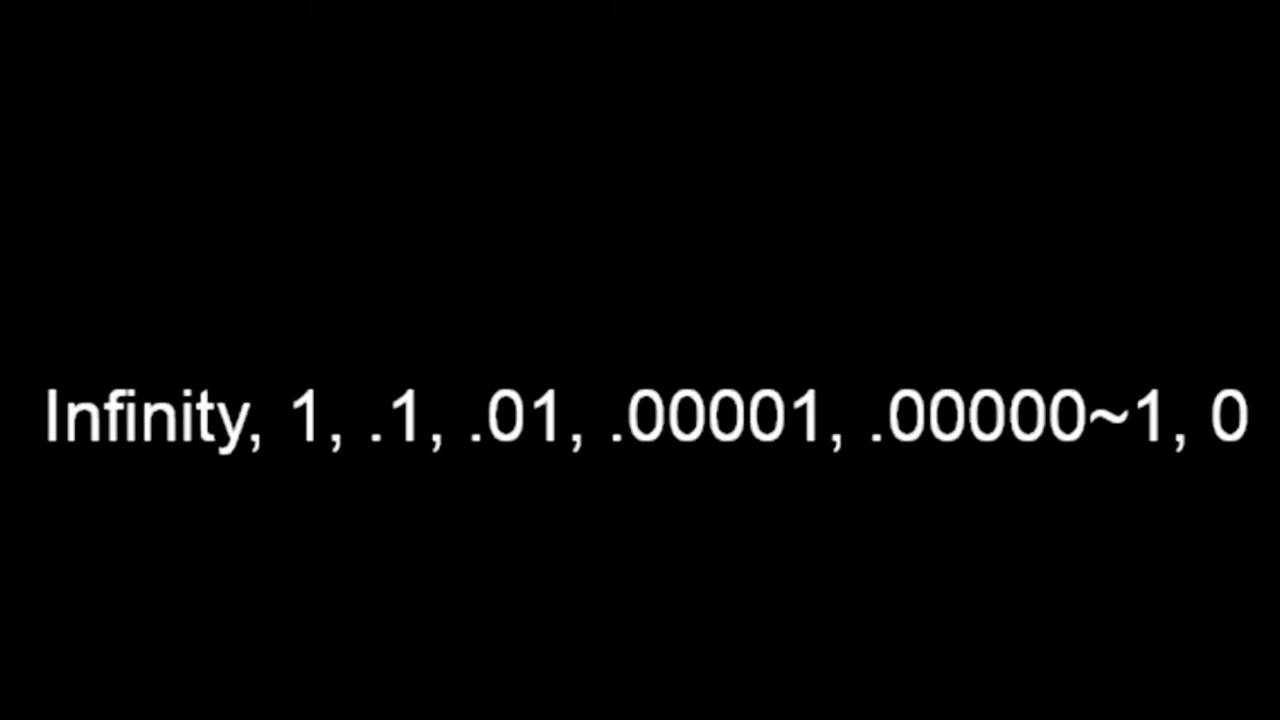 Infinity, 1, .1, .01, .00001, .00000~1, 0